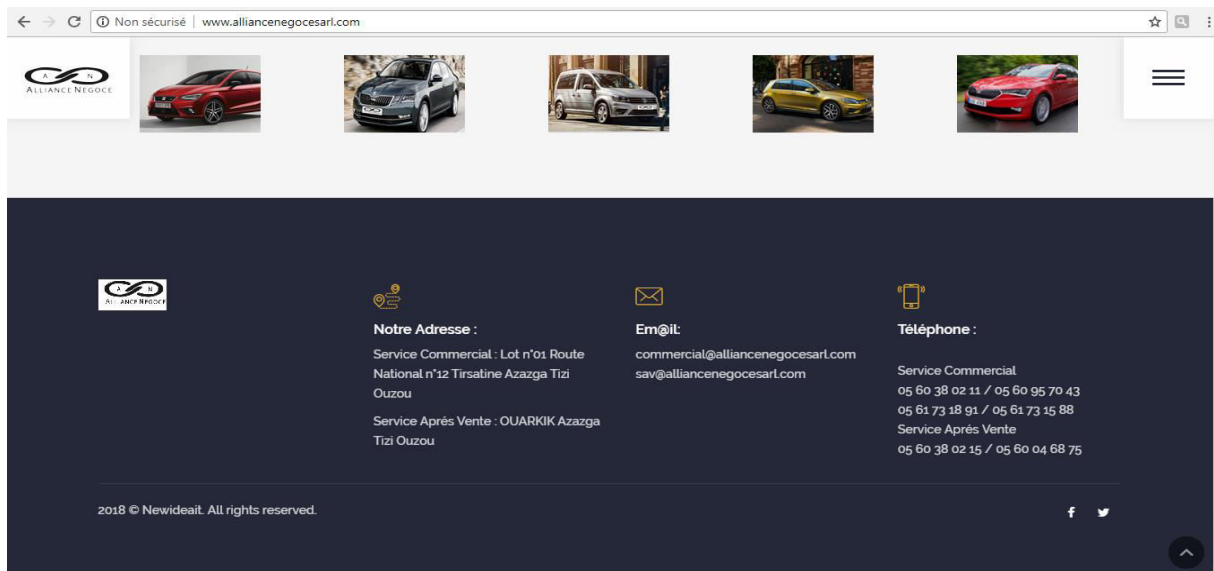 Non sécurisé | www.alliancenegocesarl.com
A N
ALLIANCE NEGOCE
A N
ALLIANCE NEGOCE
Notre Adresse :
Service Commercial : Lot n°01 Route
National n°12 Tirsatine Azazga Tizi
Ouzou
Service Aprés Vente : OUARKIK Azazga
Tizi Ouzou
Em@il:
commercial@alliancenegocesarl.com
sav@alliancenegocesarl.com
Téléphone :
Service Commercial
05 60 38 02 11 / 05 60 95 70 43
05 61 73 18 91 / 05 61 73 15 88
Service Aprés Vente
05 60 38 02 15 / 05 60 04 68 75
2018 © Newideait. All rights reserved.